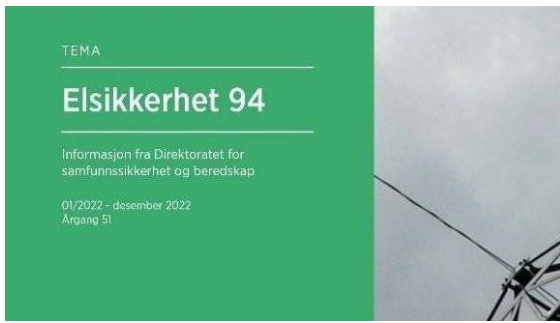 TEMA
Elsikkerhet 94
Informasjon fra Direktoratet for
samfunnssikkerhet og beredskap
01/2022 - desember 2022
Årgang 51